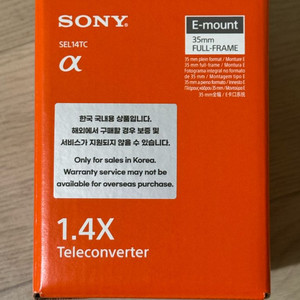 SONY
SEL14TC
α
E-mount
35mm
FULL-FRAME
한국 국내용 상품입니다.
해외에서 구매할 경우 보증 및
서비스가 지원되지 않을 수 있습니다.
Only for sales in Korea.
Warranty service may not be
available for overseas purchase.
1.4X
Teleconverter